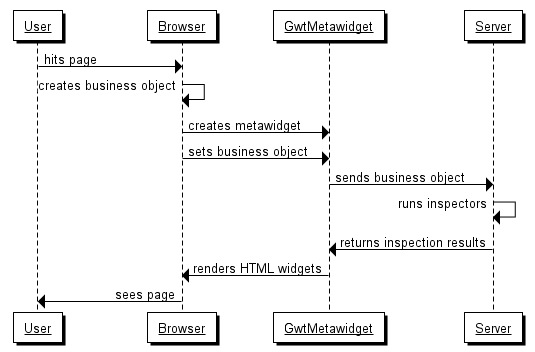 User Browser GwtMetawidget Server
hits page
creates business object
creates metawidget
sets business object
sends business object
runs inspectors
returns inspection results
renders HTML widgets
sees page
User Browser GwtMetawidget Server